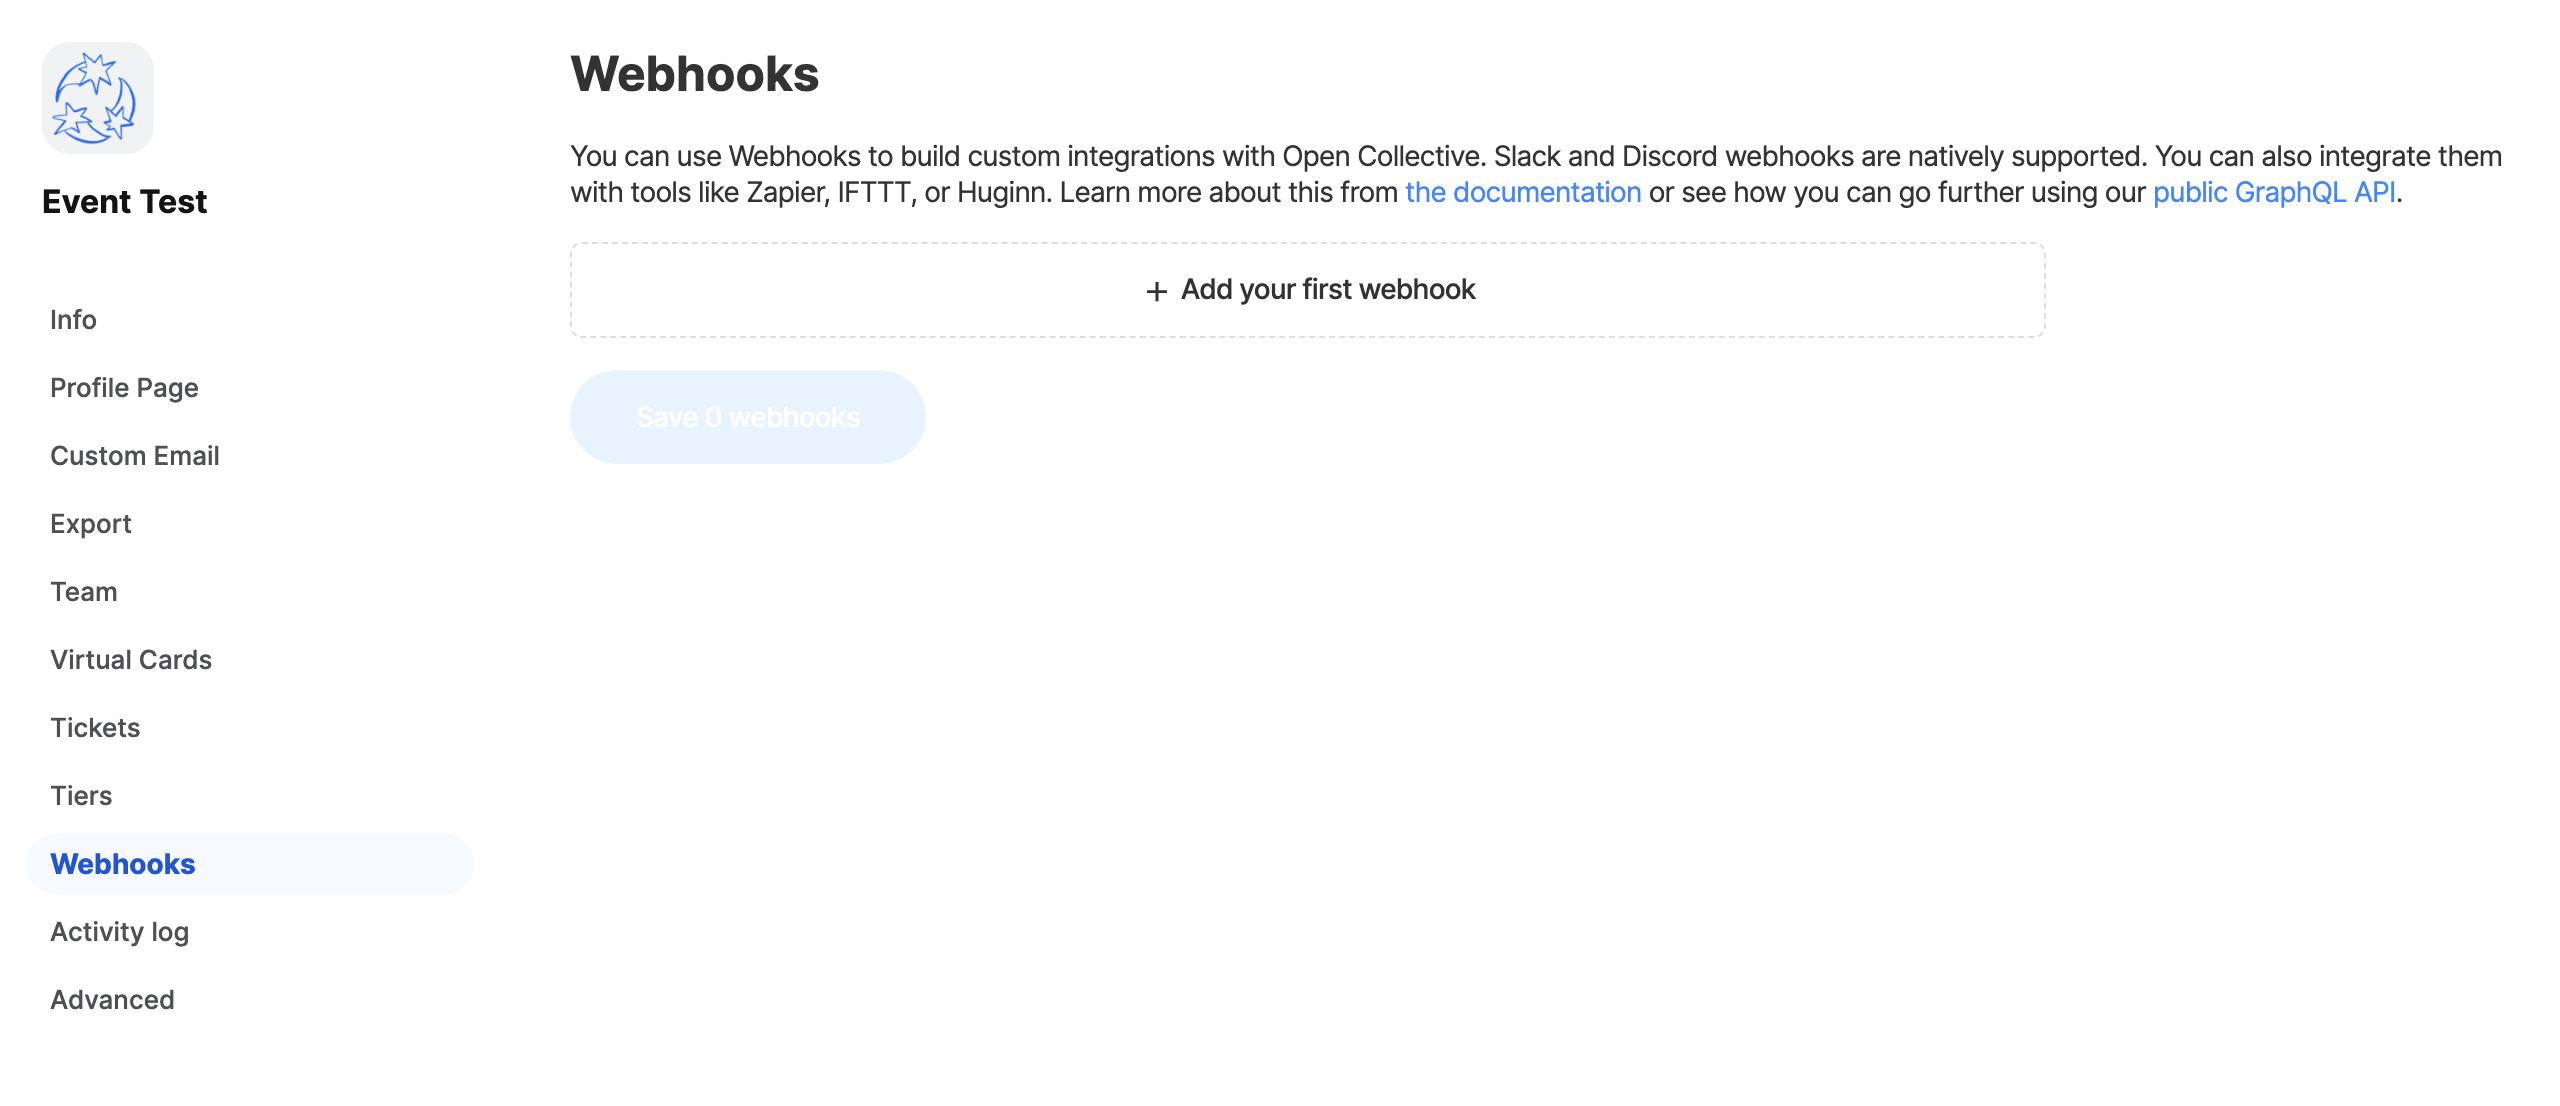 Event Test
Info
Profile Page
Custom Email
Export
Team
Virtual Cards
Tickets
Tiers
Webhooks
Activity log
Advanced
Webhooks
You can use Webhooks to build custom integrations with Open Collective. Slack and Discord webhooks are natively supported. You can also integrate them
with tools like Zapier, IFTTT, or Huginn. Learn more about this from the documentation or see how you can go further using our public GraphQL API.
+ Add your first webhook
Save 0 webhooks